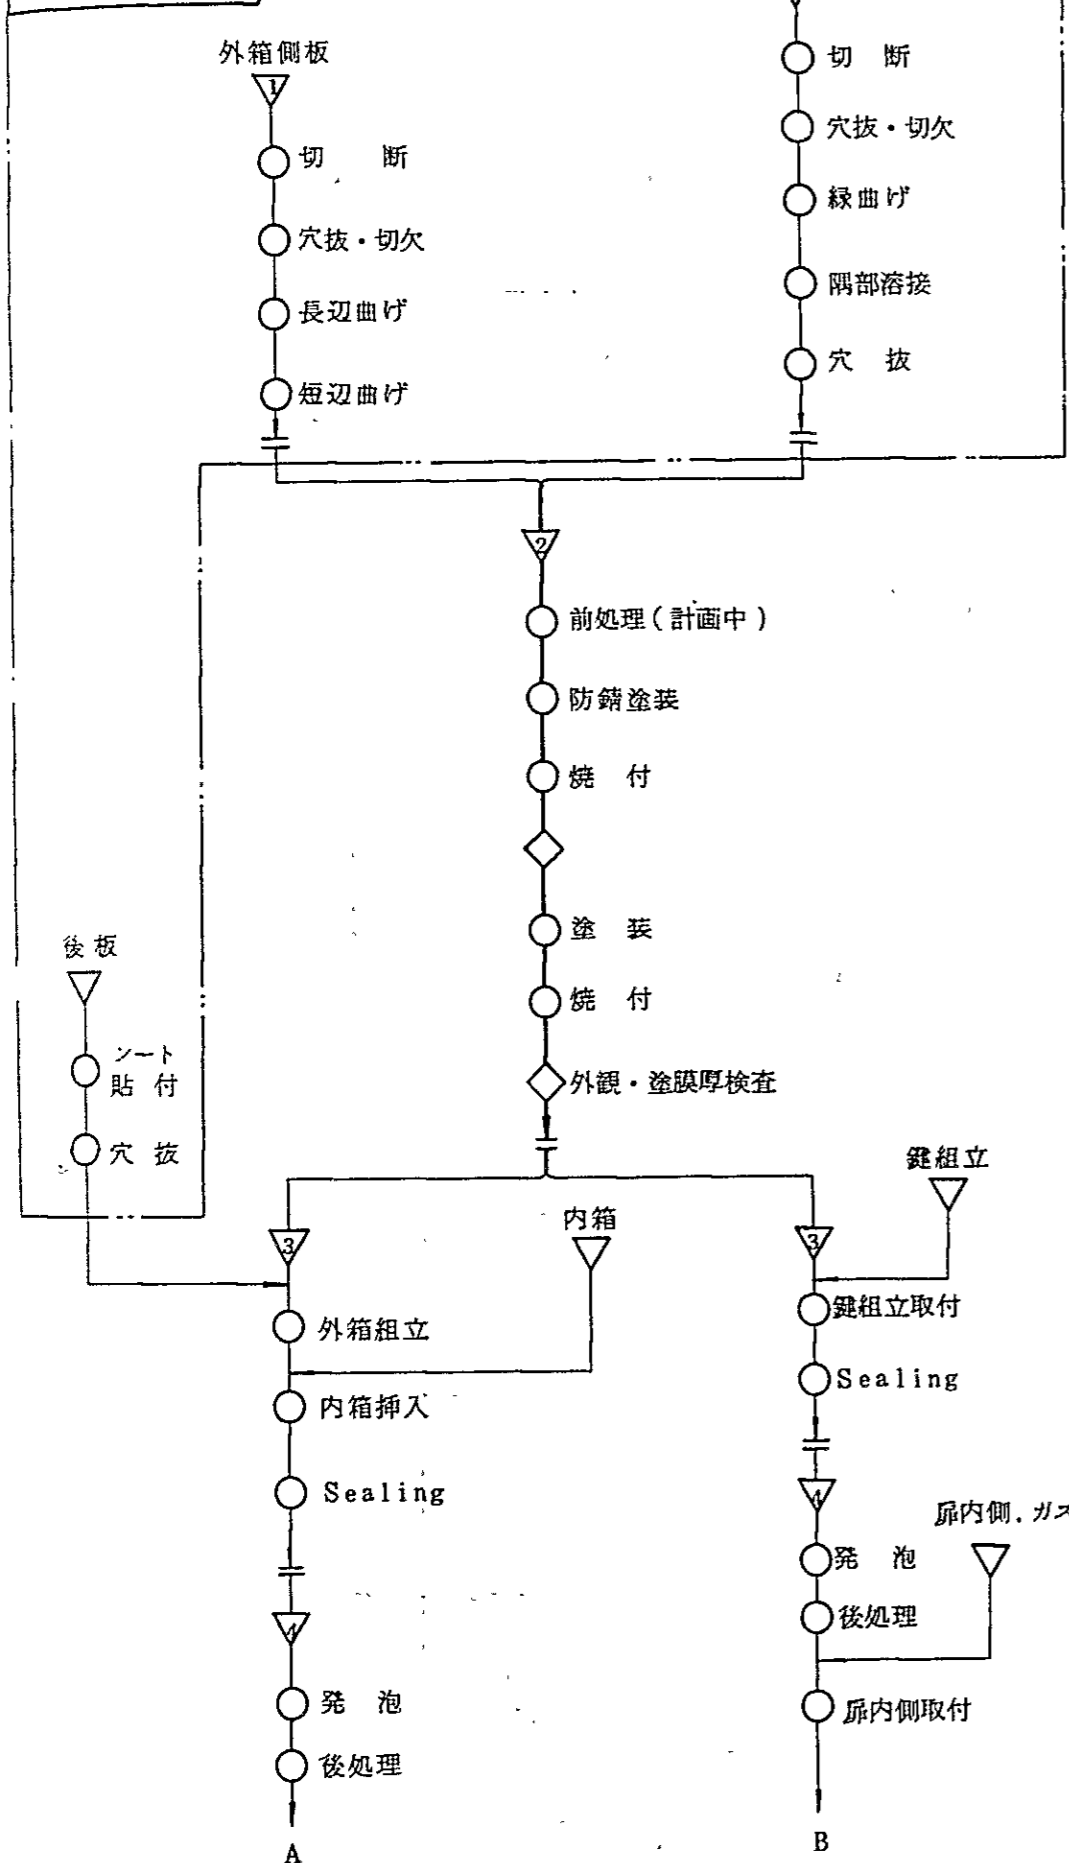 外箱側板
1
切 断
穴抜・切欠
長辺曲げ
短辺曲げ
切 断
穴抜・切欠
緑曲げ
隅部溶接
穴 抜
2
前処理(計画中)
防錆塗装
焼 付
塗 装
焼 付
外観・塗膜厚検査
後板
シート
貼 付
穴 抜
3
外箱組立
内箱
内箱挿入
Sealing
4
発 泡
後処理
A
鍵組立
3
鍵組立取付
Sealing
4
発 泡
後処理
扉内側,ガス
扉内側取付
B